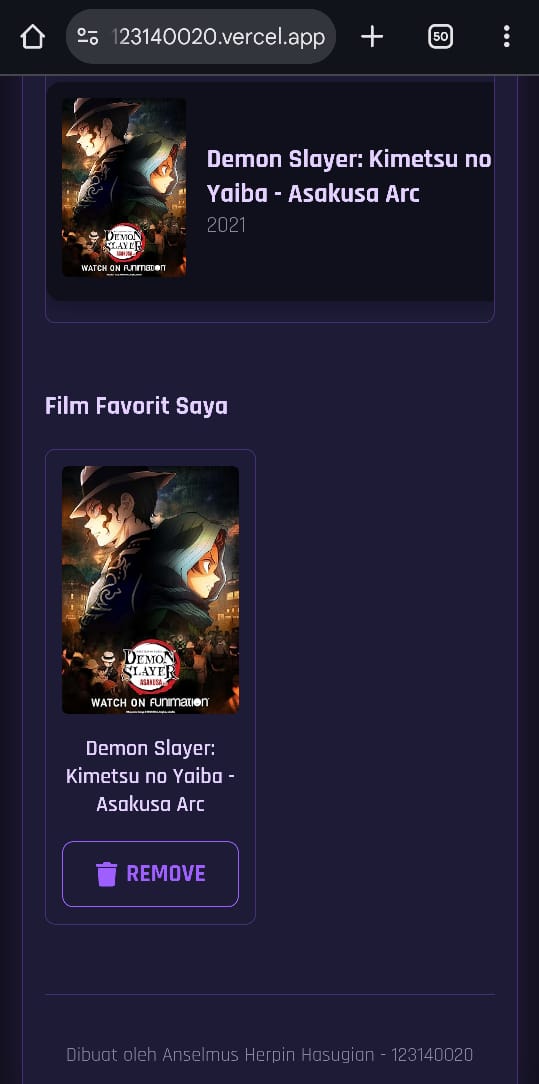 123140020.vercel.app
50
DEMON
SLAYER
ASAKUSA
WATCH ON FUNIMATION
Demon Slayer: Kimetsu no
Yaiba - Asakusa Arc
2021
Film Favorit Saya
DEMON
SLAYER
ASAKUSA
WATCH ON FUNIMATION
Demon Slayer:
Kimetsu no Yaiba -
Asakusa Arc
REMOVE
Dibuat oleh Anselmus Herpin Hasugian - 123140020